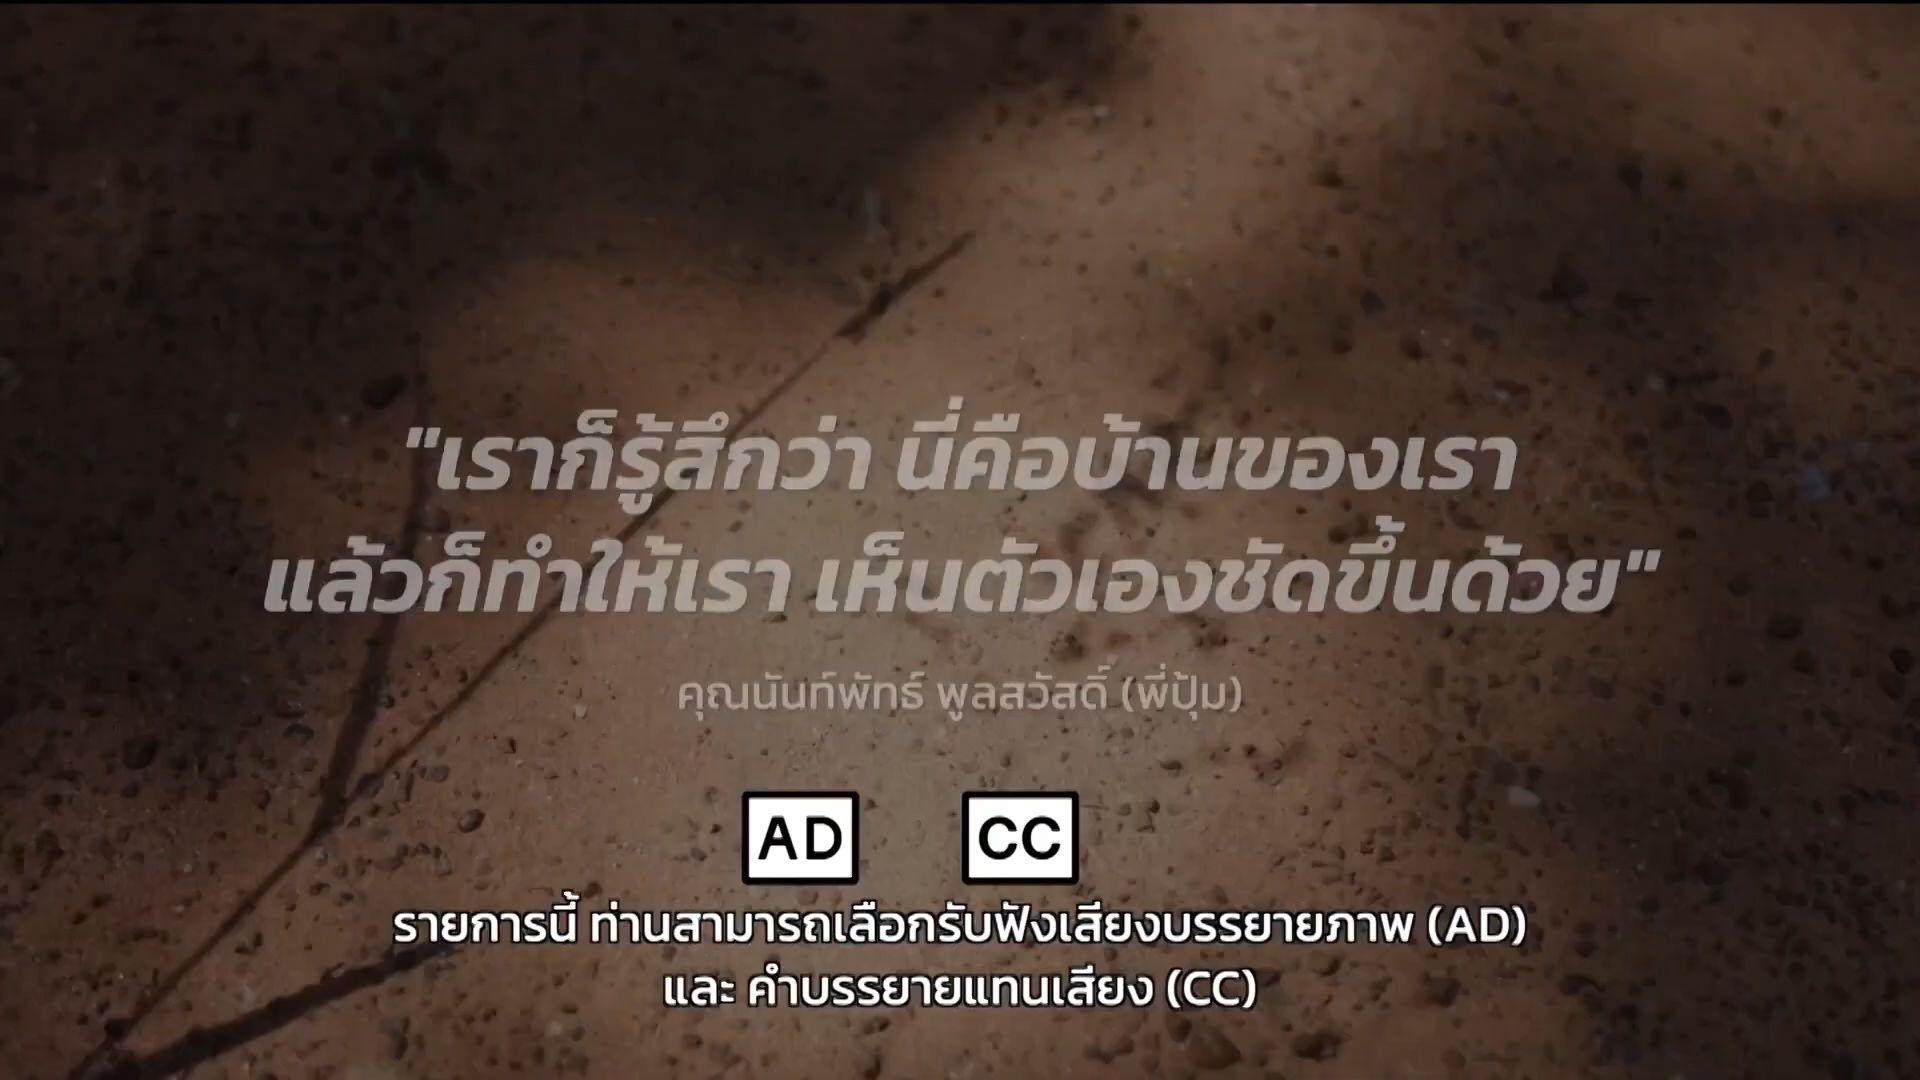 "เราก็รู้สึกว่า นี่คือบ้านของเรา
แล้วก็ทำให้เรา เห็นตัวเองชัดขึ้นด้วย"
คุณนันท์พัทธ์ พูลสวัสดิ์ (พี่ปุ้ม)
AD CC
รายการนี้ ท่านสามารถเลือกรับฟังเสียงบรรยายภาพ (AD)
และ คำบรรยายแทนเสียง (CC)